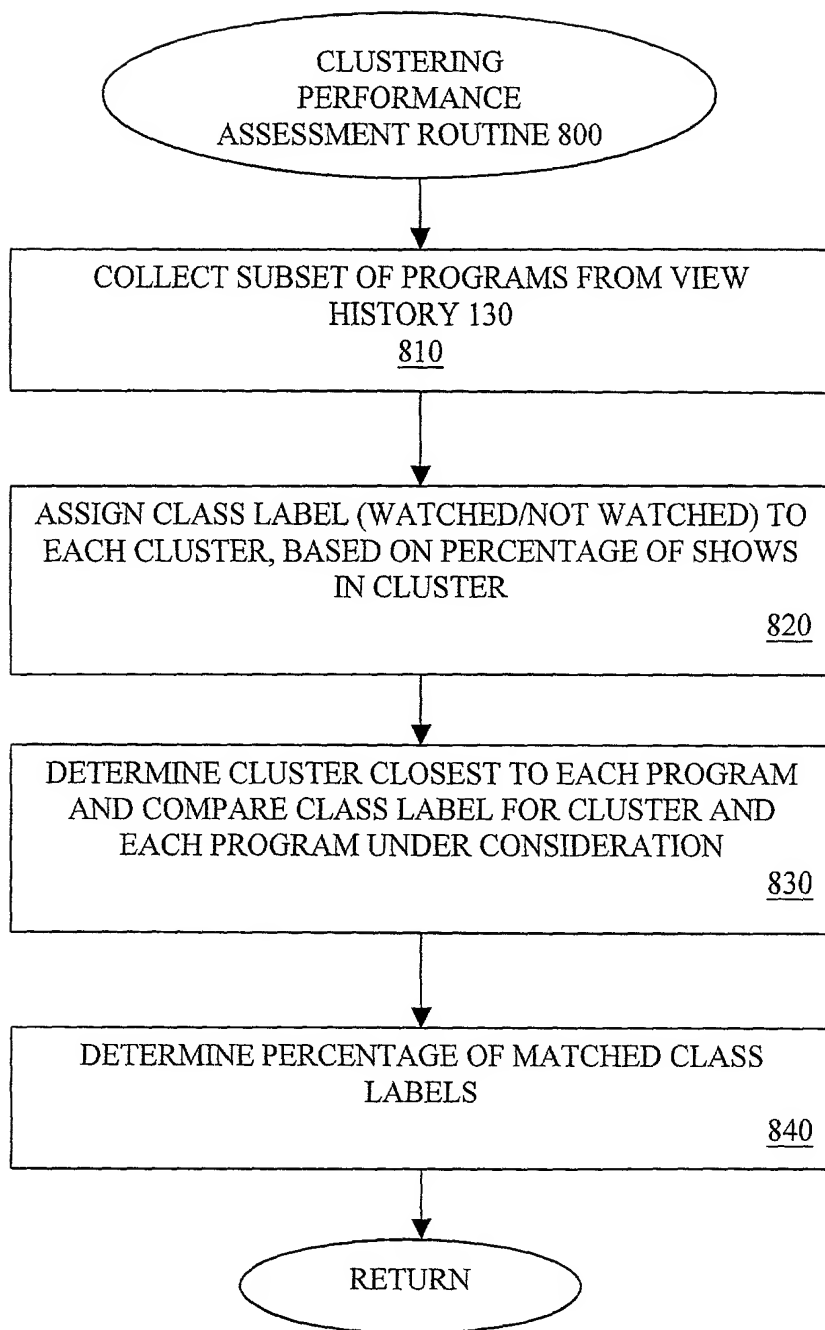 CLUSTERING
PERFORMANCE
ASSESSMENT ROUTINE 800
COLLECT SUBSET OF PROGRAMS FROM VIEW
HISTORY 130
810
ASSIGN CLASS LABEL (WATCHED/NOT WATCHED) TO
EACH CLUSTER, BASED ON PERCENTAGE OF SHOWS
IN CLUSTER
820
DETERMINE CLUSTER CLOSEST TO EACH PROGRAM
AND COMPARE CLASS LABEL FOR CLUSTER AND
EACH PROGRAM UNDER CONSIDERATION
830
DETERMINE PERCENTAGE OF MATCHED CLASS
LABELS
840
RETURN